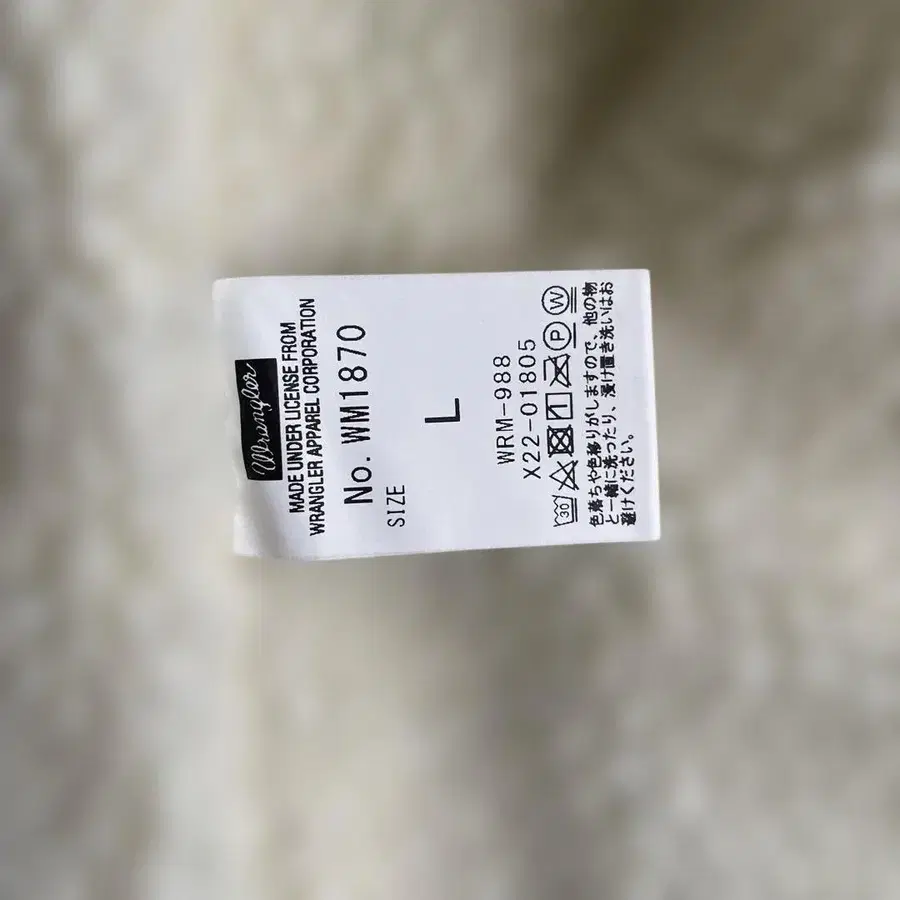 Wrangler
MADE UNDER LICENSE FROM
WRANGLER APPAREL CORPORATION
No. WM1870
SIZE
L
WRM-988
X22-01805
30 P W
色落ちや色移りがしますので、他の物
と一緒に洗ったり、浸け置き洗いはお
避けください。